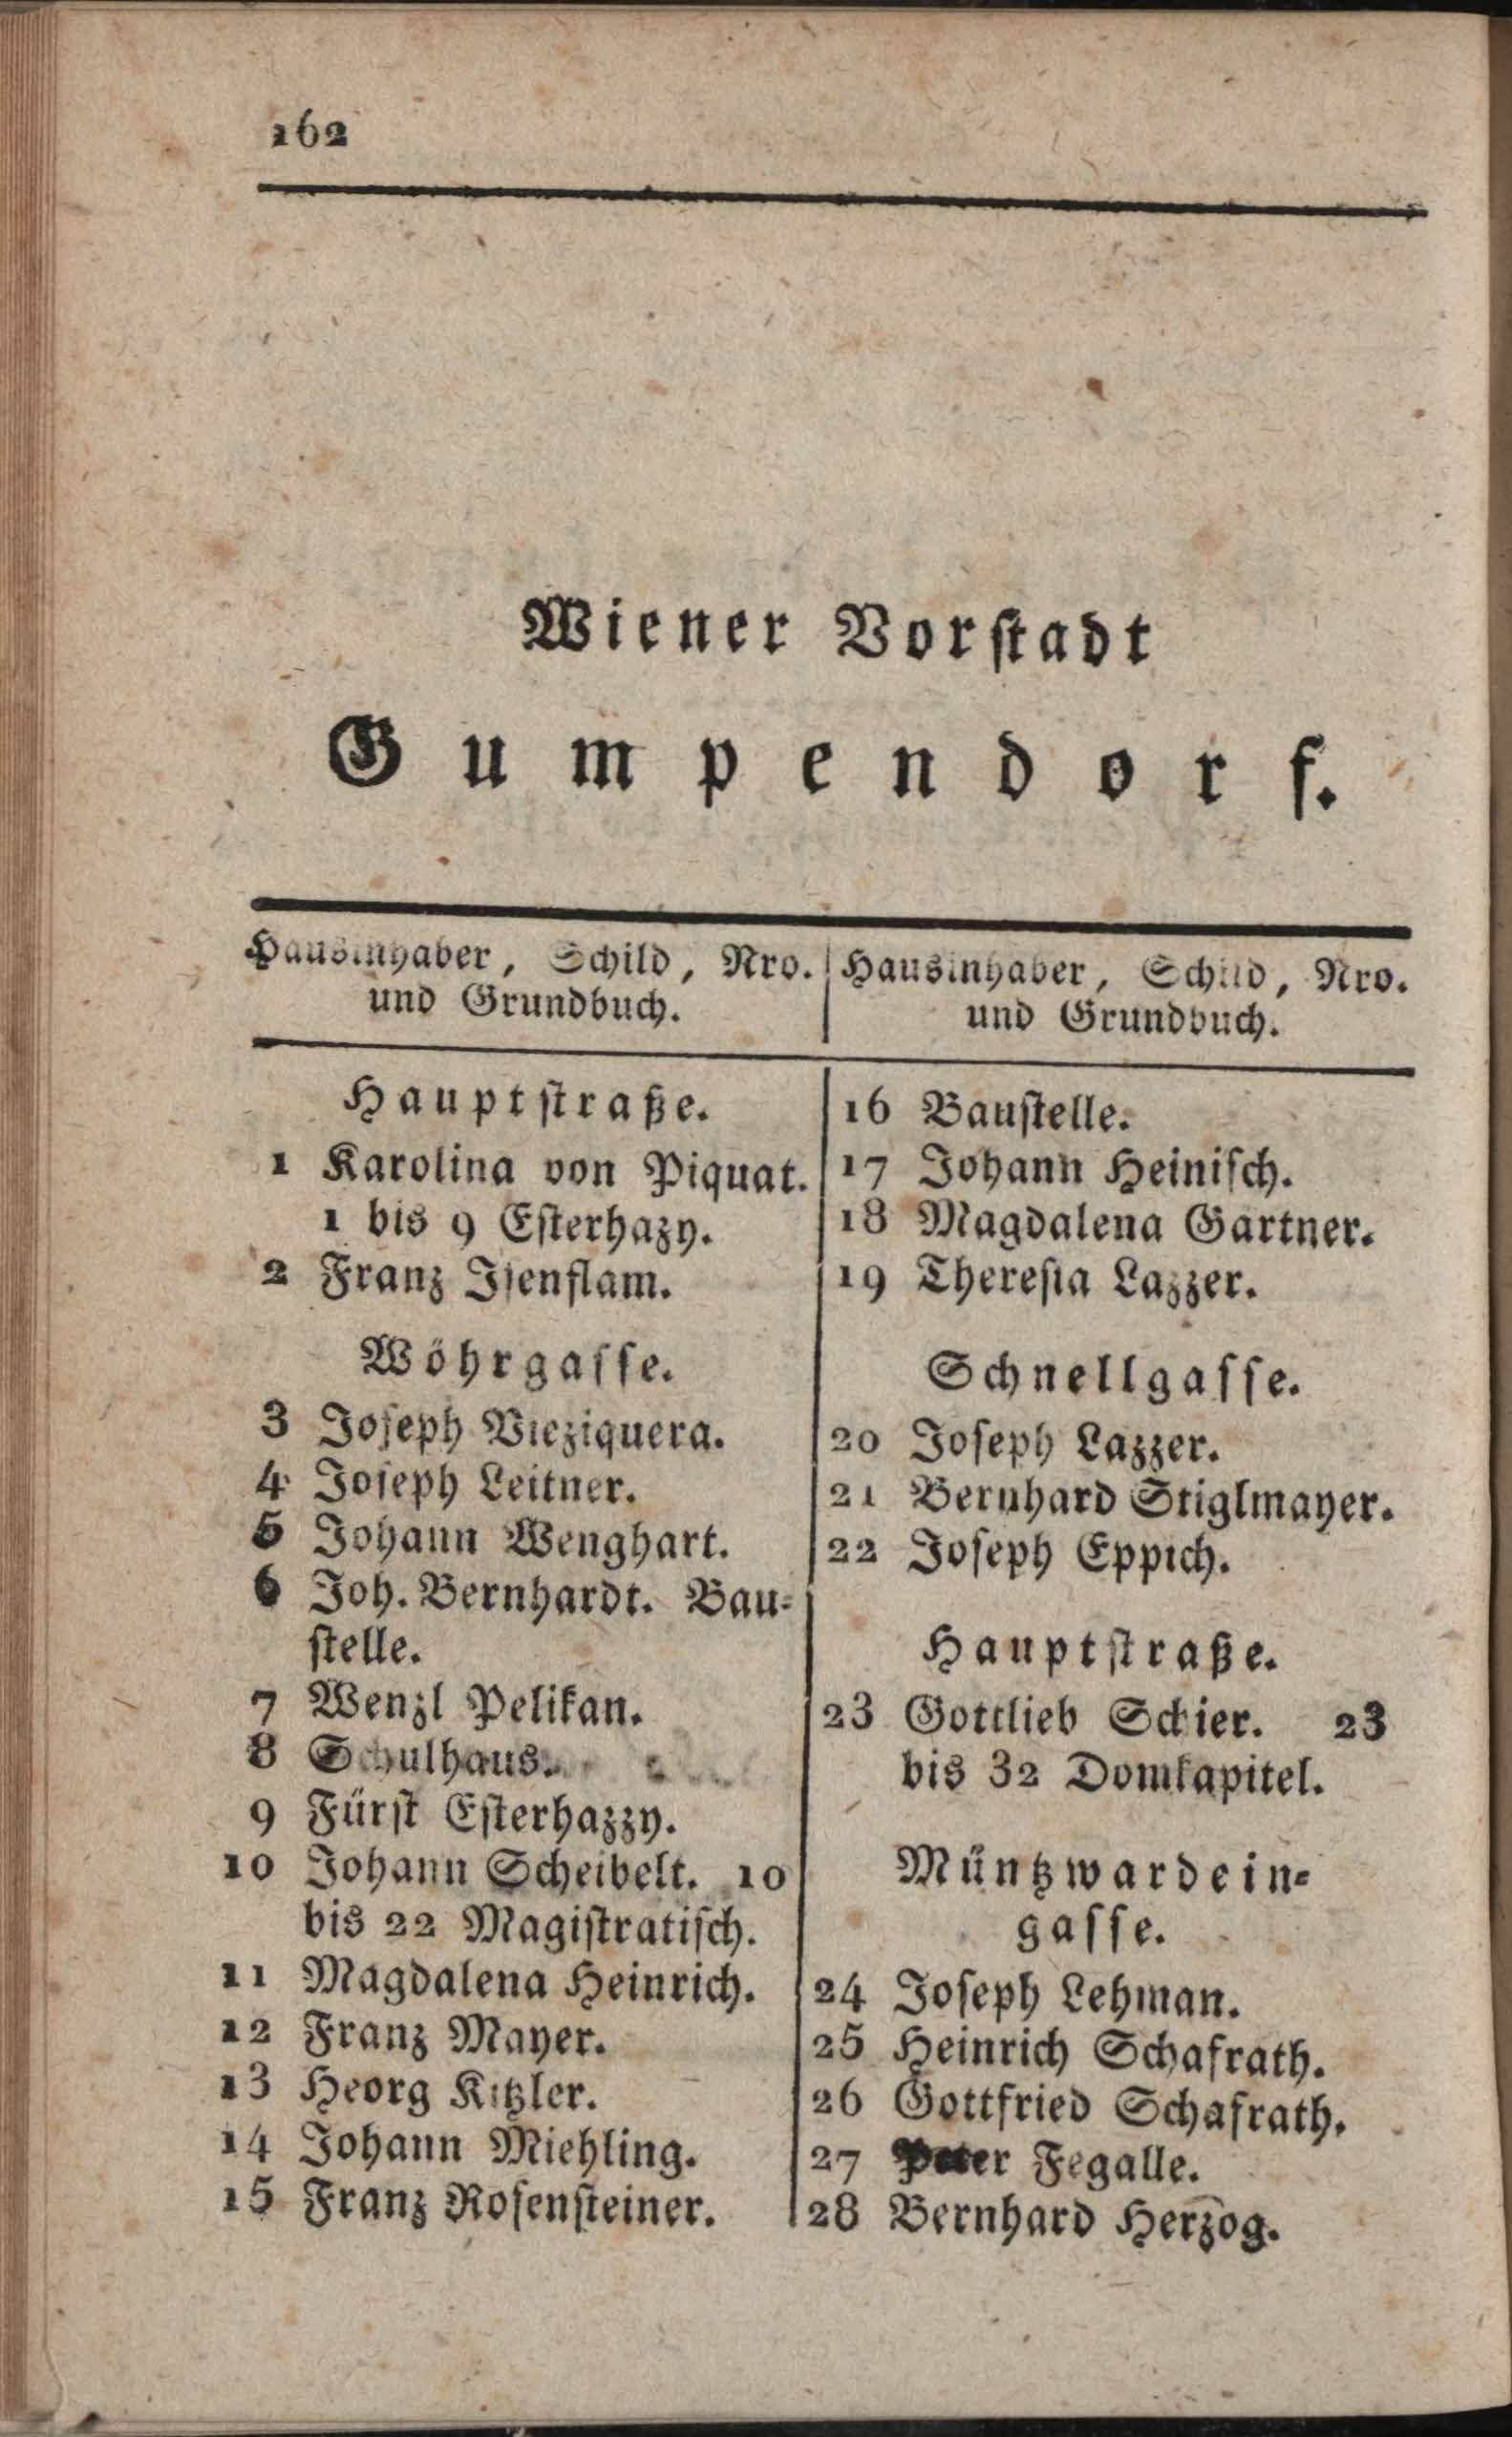 162
Wiener Vorstadt
Gumpendorf.
Hausinhaber, Schild, Nro.
und Grundbuch.
Hauptstraße.
1 Karolina von Piquat.
1 bis 9 Esterhazy.
2 Franz Isenflam.
Wöhrgasse.
3 Joseph Vieziquera.
4 Joseph Leitner.
5 Johann Wenghart.
6 Joh. Bernhardt. Bau-
stelle.
7 Wenzl Pelikan.
8 Schulhaus.
9 Fürst Esterhazzy.
10 Johann Scheibelt. 10
bis 22 Magistratisch.
11 Magdalena Heinrich.
12 Franz Mayer.
13 Heorg Kitzler.
14 Johann Miehling.
15 Franz Rosensteiner.
Hausinhaber, Schild, Nro.
und Grundbuch.
16 Baustelle.
17 Johann Heinisch.
18 Magdalena Gartner.
19 Theresia Lazzer.
Schnellgasse.
20 Joseph Lazzer.
21 Bernhard Stiglmayer.
22 Joseph Eppich.
Hauptstraße.
23 Gottlieb Schier. 23
bis 32 Domkapitel.
Müntzwardein-
gasse.
24 Joseph Lehman.
25 Heinrich Schafrath.
26 Gottfried Schafrath.
27 Peter Fegalle.
28 Bernhard Herzog.